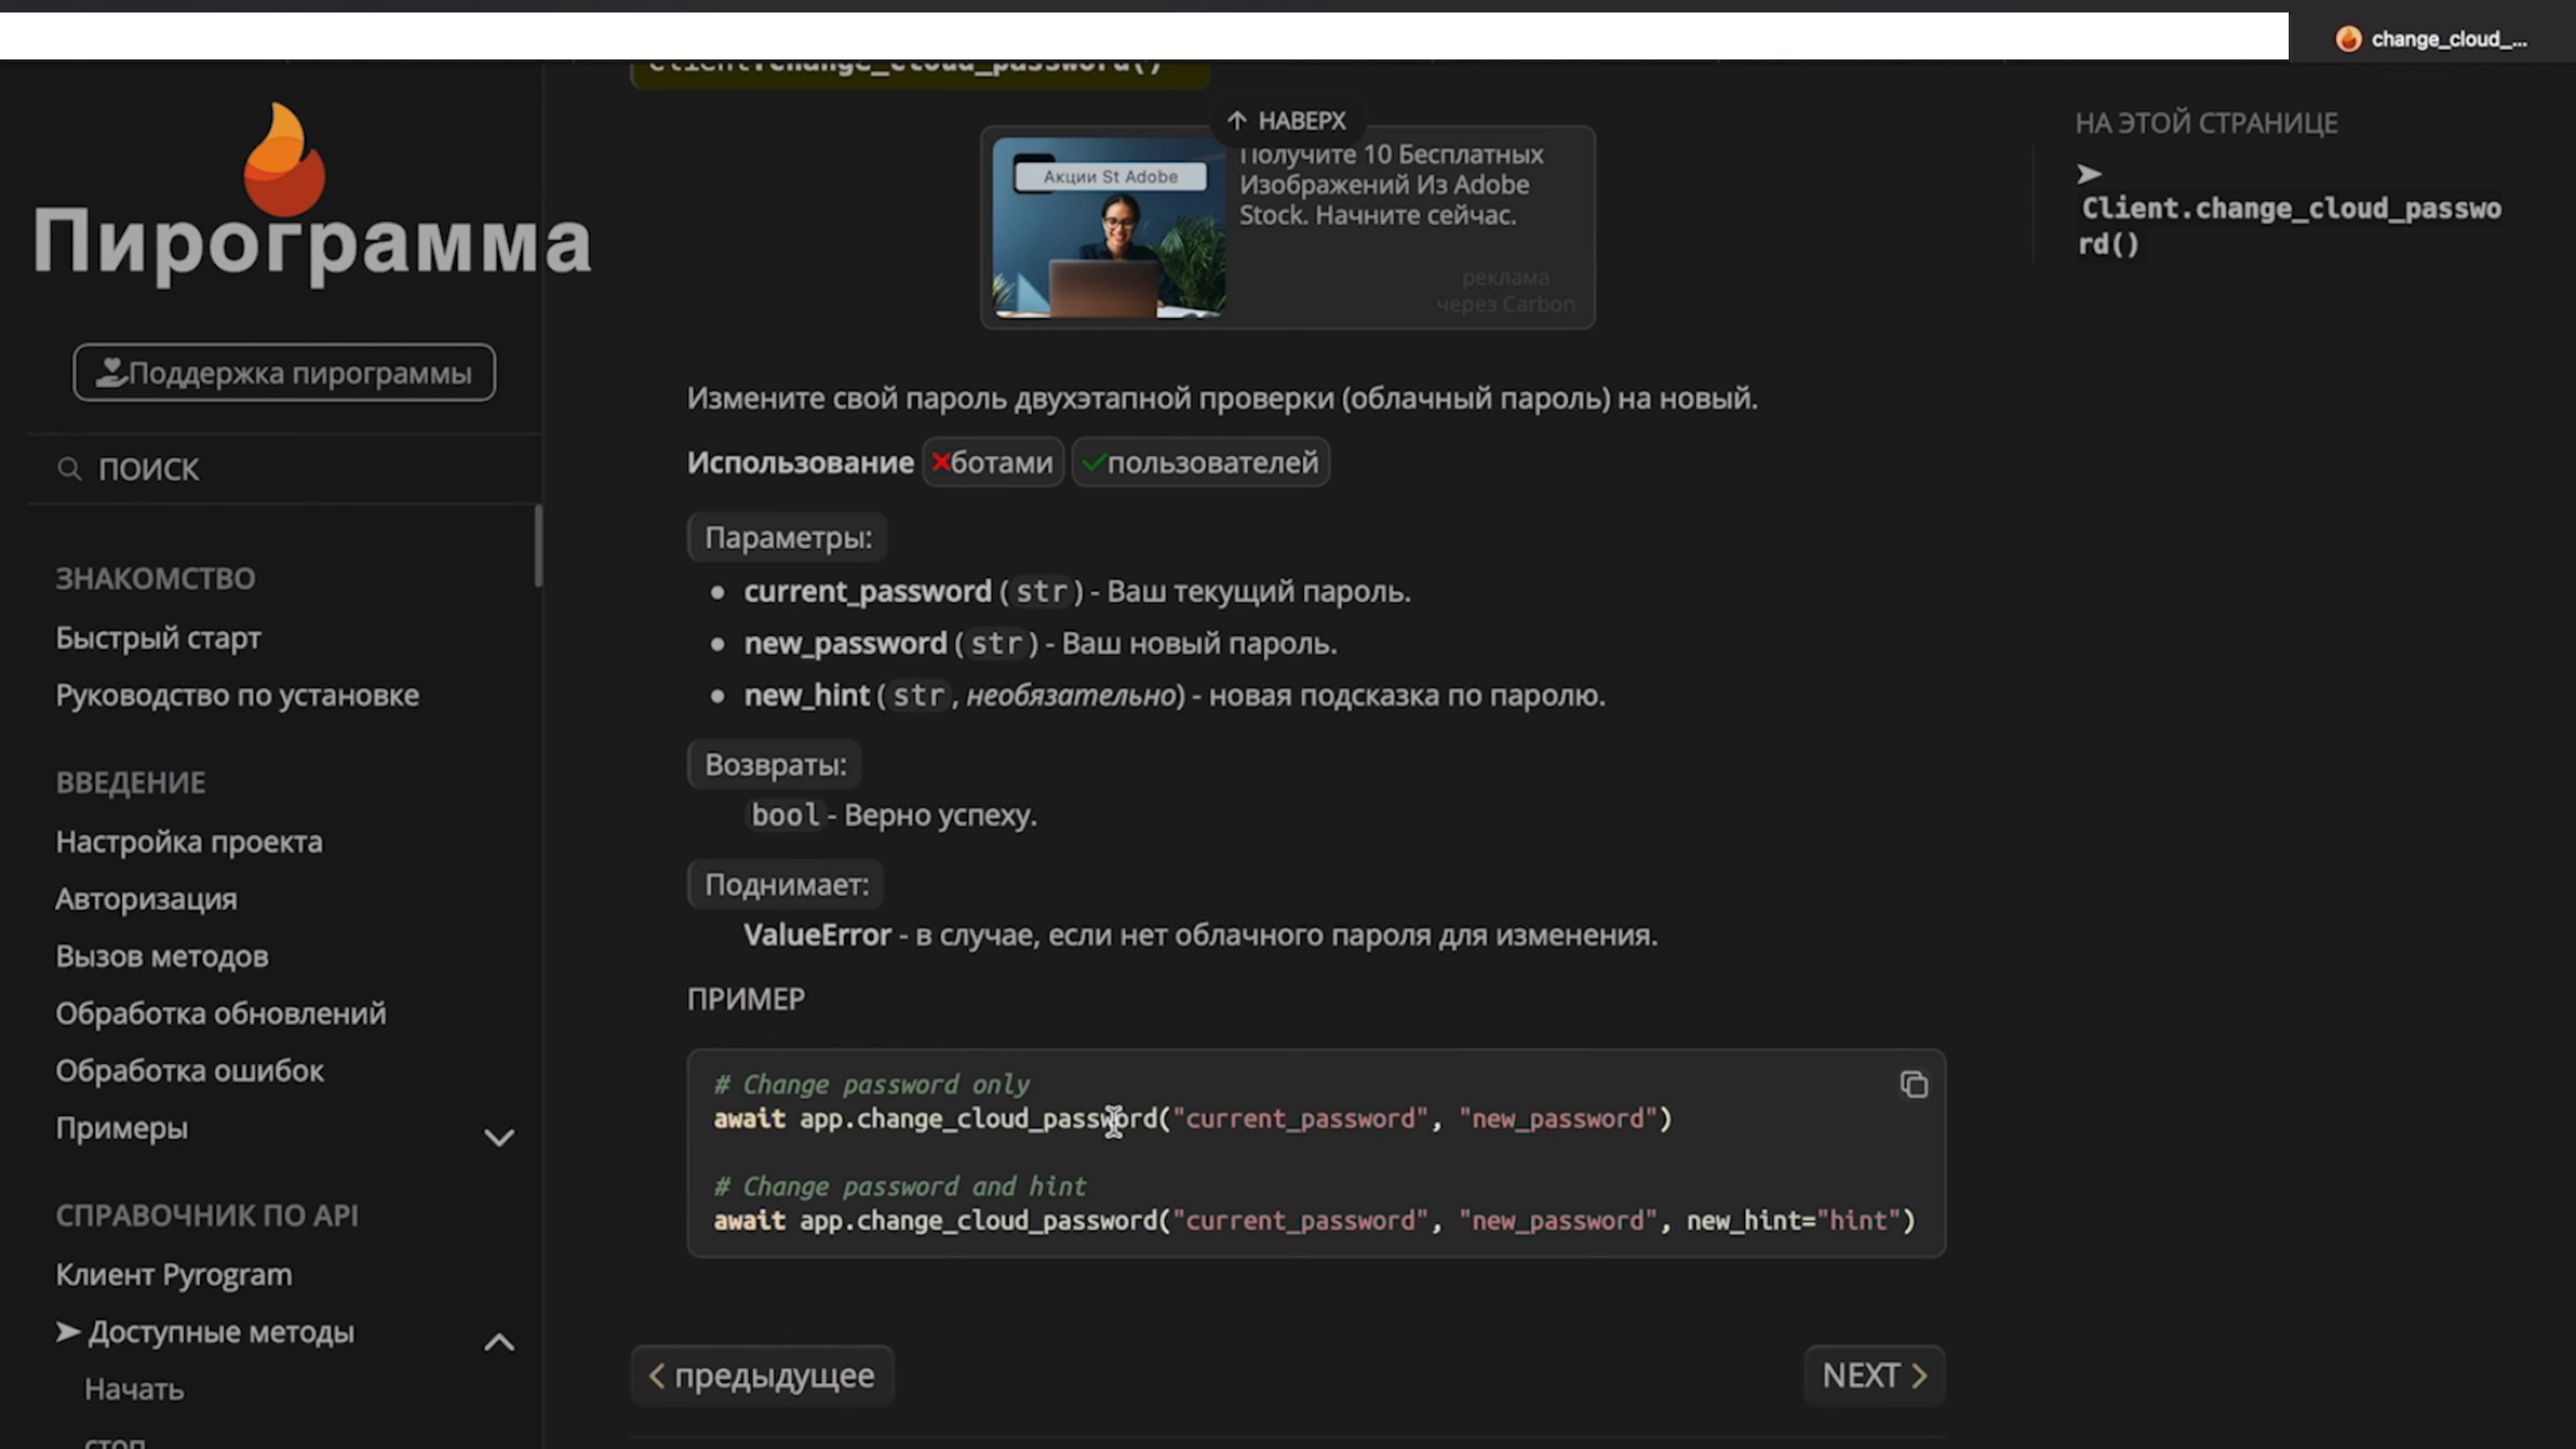 change_cloud_...
Client.change_cloud_password()
Пирограмма
Поддержка пирограммы
ПОИСК
ЗНАКОМСТВО
Быстрый старт
Руководство по установке
ВВЕДЕНИЕ
Настройка проекта
Авторизация
Вызов методов
Обработка обновлений
Обработка ошибок
Примеры
СПРАВОЧНИК ПО API
Клиент Pyrogram
➤ Доступные методы
Начать
стоп
↑ НАВЕРХ
Акции St Adobe
Получите 10 Бесплатных
Изображений Из Adobe
Stock. Начните сейчас.
реклама
через Carbon
Измените свой пароль двухэтапной проверки (облачный пароль) на новый.
Использование ❌ботами ✓пользователей
Параметры:
• current_password (str) - Ваш текущий пароль.
• new_password (str) - Ваш новый пароль.
• new_hint (str, необязательно) - новая подсказка по паролю.
Возвраты:
bool - Верно успеху.
Поднимает:
ValueError - в случае, если нет облачного пароля для изменения.
ПРИМЕР
# Change password only
await app.change_cloud_password("current_password", "new_password")
# Change password and hint
await app.change_cloud_password("current_password", "new_password", new_hint="hint")
< предыдущее
NEXT >
НА ЭТОЙ СТРАНИЦЕ
➤
Client.change_cloud_passwo
rd()